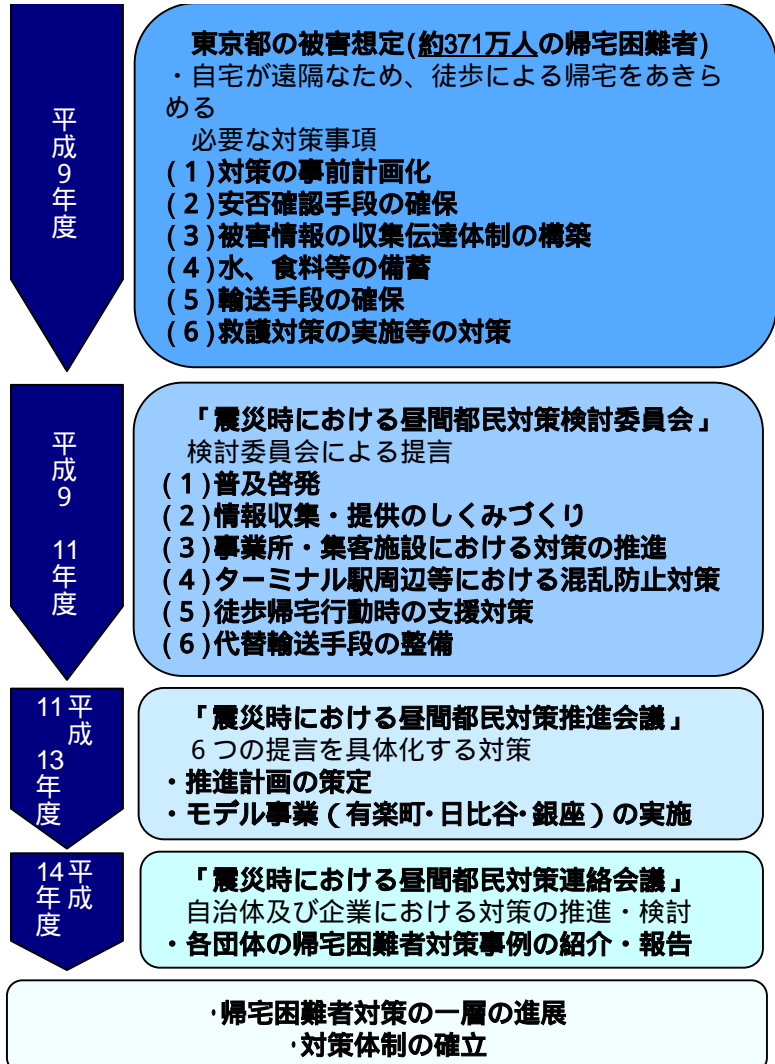 平成9年度
東京都の被害想定(約371万人の帰宅困難者)
・自宅が遠隔なため、徒歩による帰宅をあきら
める
必要な対策事項
(1)対策の事前計画化
(2)安否確認手段の確保
(3)被害情報の収集伝達体制の構築
(4)水、食料等の備蓄
(5)輸送手段の確保
(6)救護対策の実施等の対策
平成9 11年度
「震災時における昼間都民対策検討委員会」
検討委員会による提言
(1)普及啓発
(2)情報収集・提供のしくみづくり
(3)事業所・集客施設における対策の推進
(4)ターミナル駅周辺等における混乱防止対策
(5)徒歩帰宅行動時の支援対策
(6)代替輸送手段の整備
平成
11 13年度
「震災時における昼間都民対策推進会議」
6つの提言を具体化する対策
・推進計画の策定
・モデル事業(有楽町・日比谷・銀座)の実施
平成
14年度
「震災時における昼間都民対策連絡会議」
自治体及び企業における対策の推進・検討
・各団体の帰宅困難者対策事例の紹介・報告
・帰宅困難者対策の一層の進展
・対策体制の確立